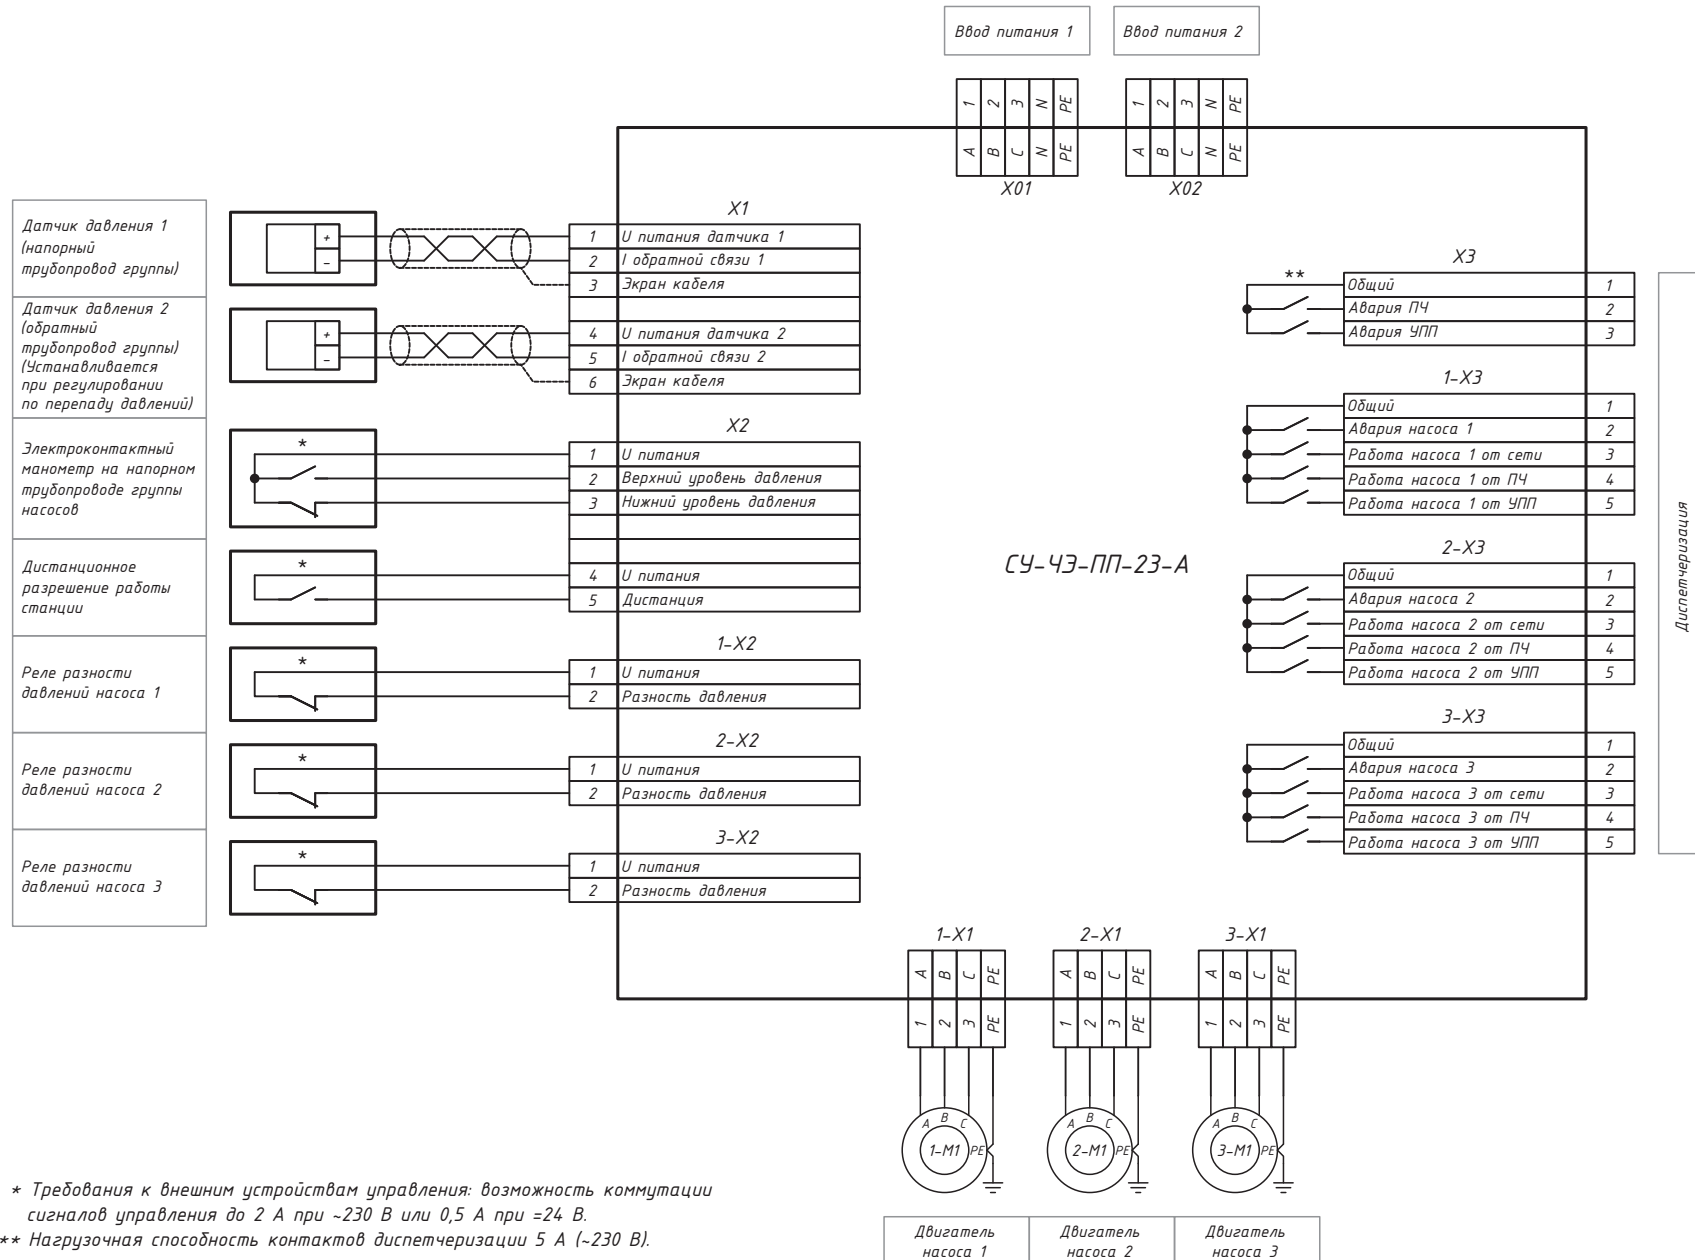 Ввод питания 1
Ввод питания 2
1 2 3 N PE
A B C N PE
X01
1 2 3 N PE
A B C N PE
X02
Датчик давления 1
(напорный
трубопровод группы)
Датчик давления 2
(обратный
трубопровод группы)
(Устанавливается
при регулировании
по перепаду давлений)
Электроконтактный
манометр на напорном
трубопроводе группы
насосов
Дистанционное
разрешение работы
станции
Реле разности
давлений насоса 1
Реле разности
давлений насоса 2
Реле разности
давлений насоса 3
+
-
+
-
*
*
*
*
*
X1
1 U питания датчика 1
2 I обратной связи 1
3 Экран кабеля
4 U питания датчика 2
5 I обратной связи 2
6 Экран кабеля
X2
1 U питания
2 Верхний уровень давления
3 Нижний уровень давления
4 U питания
5 Дистанция
1-X2
1 U питания
2 Разность давления
2-X2
1 U питания
2 Разность давления
3-X2
1 U питания
2 Разность давления
СУ-ЧЭ-ПП-23-А
**
X3
Общий 1
Авария ПЧ 2
Авария УПП 3
1-X3
Общий 1
Авария насоса 1 2
Работа насоса 1 от сети 3
Работа насоса 1 от ПЧ 4
Работа насоса 1 от УПП 5
2-X3
Общий 1
Авария насоса 2 2
Работа насоса 2 от сети 3
Работа насоса 2 от ПЧ 4
Работа насоса 2 от УПП 5
3-X3
Общий 1
Авария насоса 3 2
Работа насоса 3 от сети 3
Работа насоса 3 от ПЧ 4
Работа насоса 3 от УПП 5
Диспетчеризация
1-X1
A B C PE
1 2 3 PE
A B C
1-M1 PE
Двигатель
насоса 1
2-X1
A B C PE
1 2 3 PE
A B C
2-M1 PE
Двигатель
насоса 2
3-X1
A B C PE
1 2 3 PE
A B C
3-M1 PE
Двигатель
насоса 3
* Требования к внешним устройствам управления: возможность коммутации
сигналов управления до 2 А при ~230 В или 0,5 А при =24 В.
** Нагрузочная способность контактов диспетчеризации 5 А (~230 В).